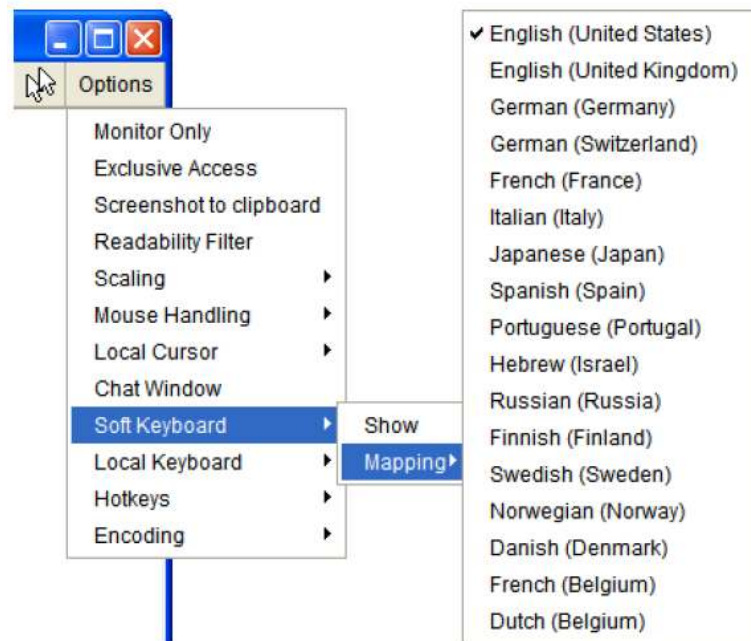 Options
Monitor Only
Exclusive Access
Screenshot to clipboard
Readability Filter
Scaling
Mouse Handling
Local Cursor
Chat Window
Soft Keyboard
Local Keyboard
Hotkeys
Encoding
Show
Mapping
English (United States)
English (United Kingdom)
German (Germany)
German (Switzerland)
French (France)
Italian (Italy)
Japanese (Japan)
Spanish (Spain)
Portuguese (Portugal)
Hebrew (Israel)
Russian (Russia)
Finnish (Finland)
Swedish (Sweden)
Norwegian (Norway)
Danish (Denmark)
French (Belgium)
Dutch (Belgium)